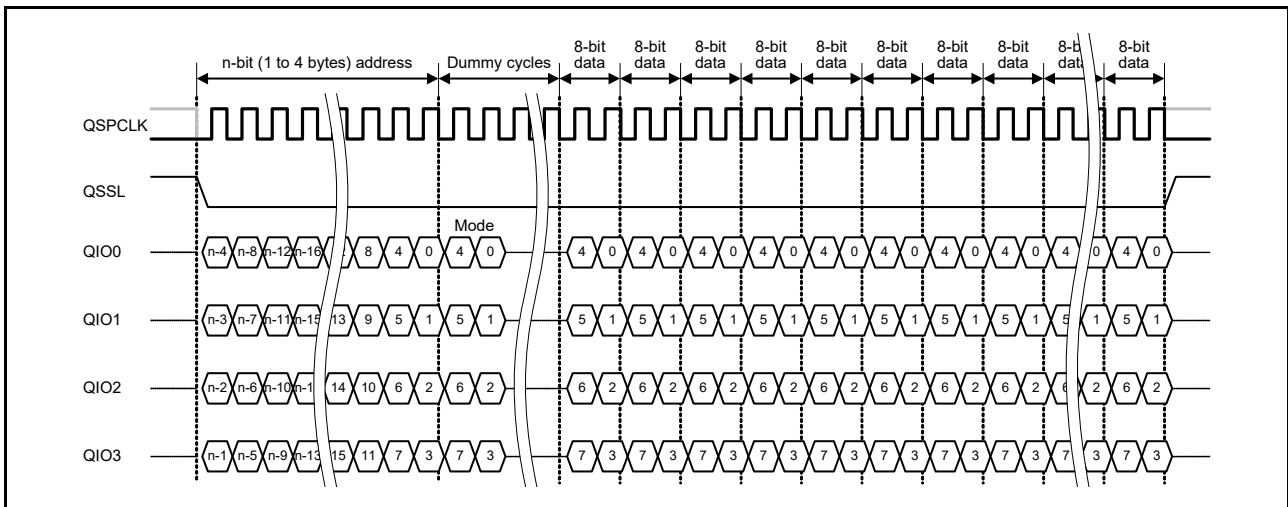 8-bit data 8-bit data 8-bit data 8-bit data 8-bit data 8-bit data 8-bit data 8-bit data 8-bit data 8-bit data
n-bit (1 to 4 bytes) address Dummy cycles
QSPCLK
QSSL
Mode
QIO0 n-4 n-8 n-12 n-16 8 4 0 4 0 4 0 4 0 4 0 4 0 4 0 4 0 4 0 4 0 4 0 4 0
QIO1 n-3 n-7 n-11 n-15 13 9 5 1 5 1 5 1 5 1 5 1 5 1 5 1 5 1 5 1 5 1 5 1 5 1
QIO2 n-2 n-6 n-10 14 10 6 2 6 2 6 2 6 2 6 2 6 2 6 2 6 2 6 2 6 2 6 2 6 2
QIO3 n-1 n-5 n-9 n-13 15 11 7 3 7 3 7 3 7 3 7 3 7 3 7 3 7 3 7 3 7 3 7 3 7 3